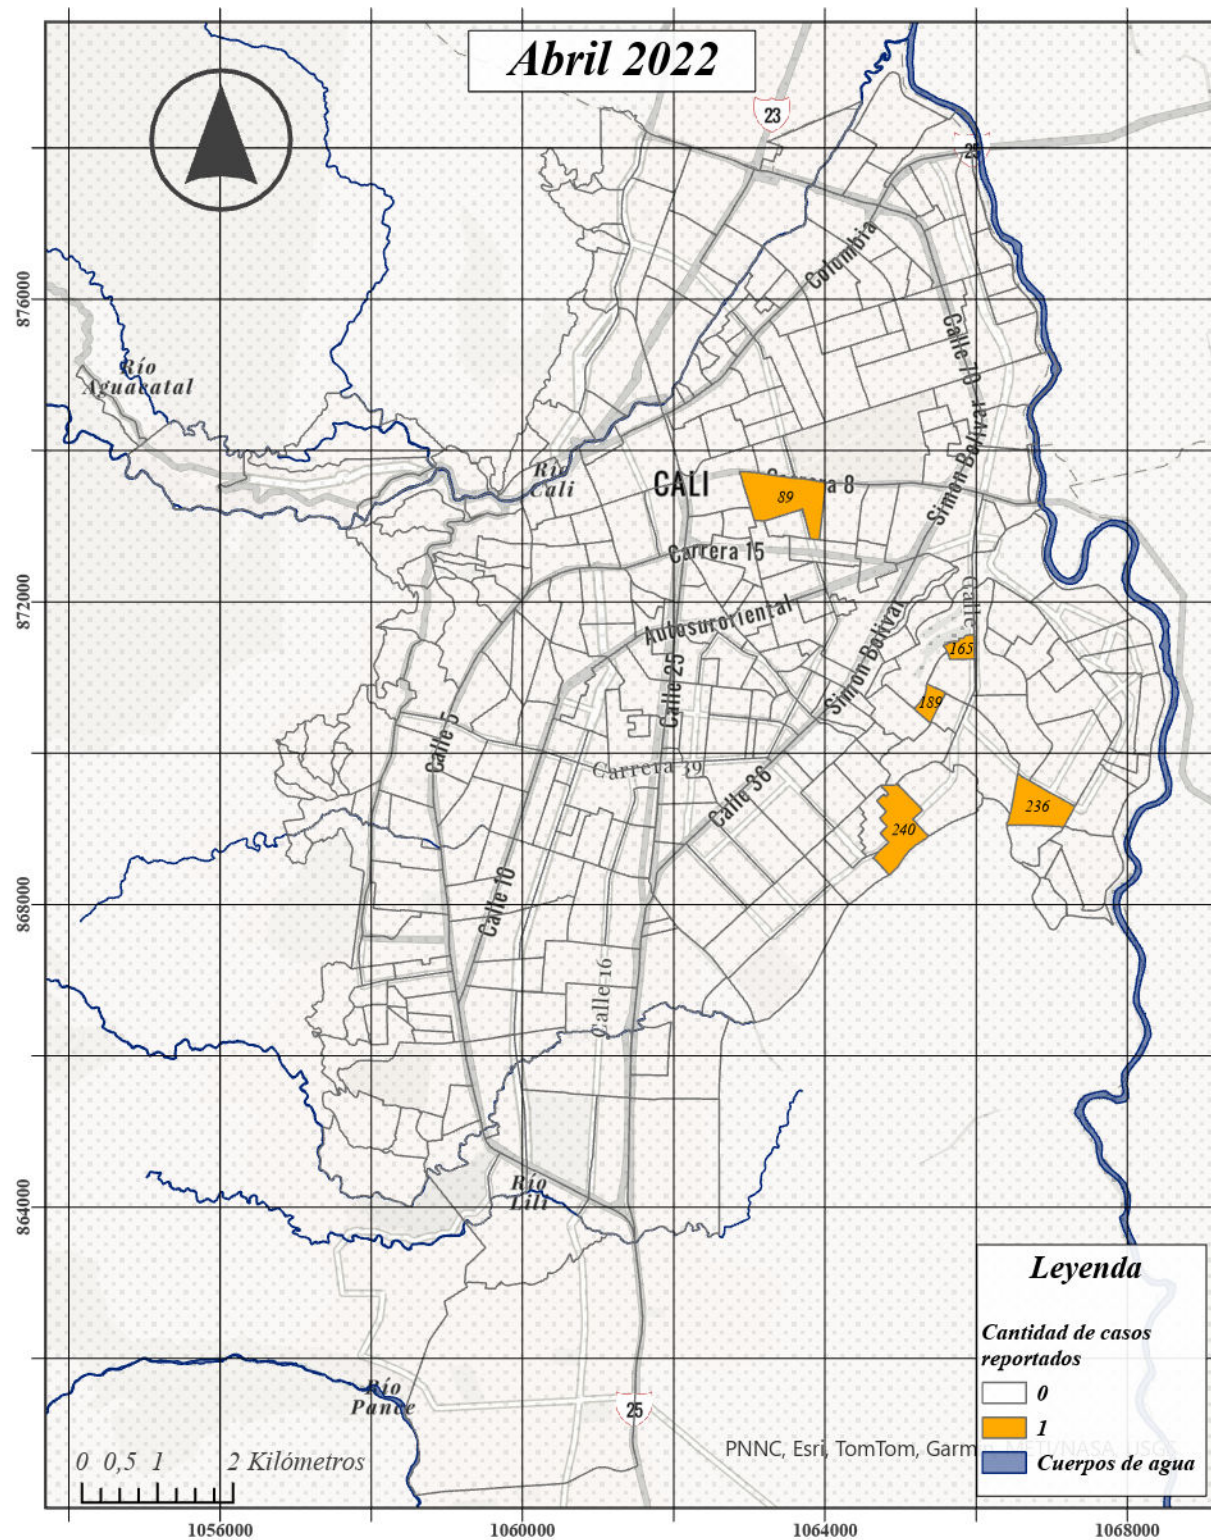 Abril 2022
23
25
Columbia
876000
Calle 70
Río
Aguacatal
Simon Bolivar
Río
Cali
CALI
Carrera 8
89
Carrera 15
872000
Autosuroriental
Calle
165
Simon Bolivar
Calle 25
189
Calle 5
Carrera 39
Calle 36
236
240
868000
Calle 10
Calle 16
864000
Río
Lili
Leyenda
Cantidad de casos
reportados
0
1
Cuerpos de agua
Río
Pance
25
PNNC, Esri, TomTom, Garm
0 0,5 1 2 Kilómetros
1056000
1060000
1064000
1068000